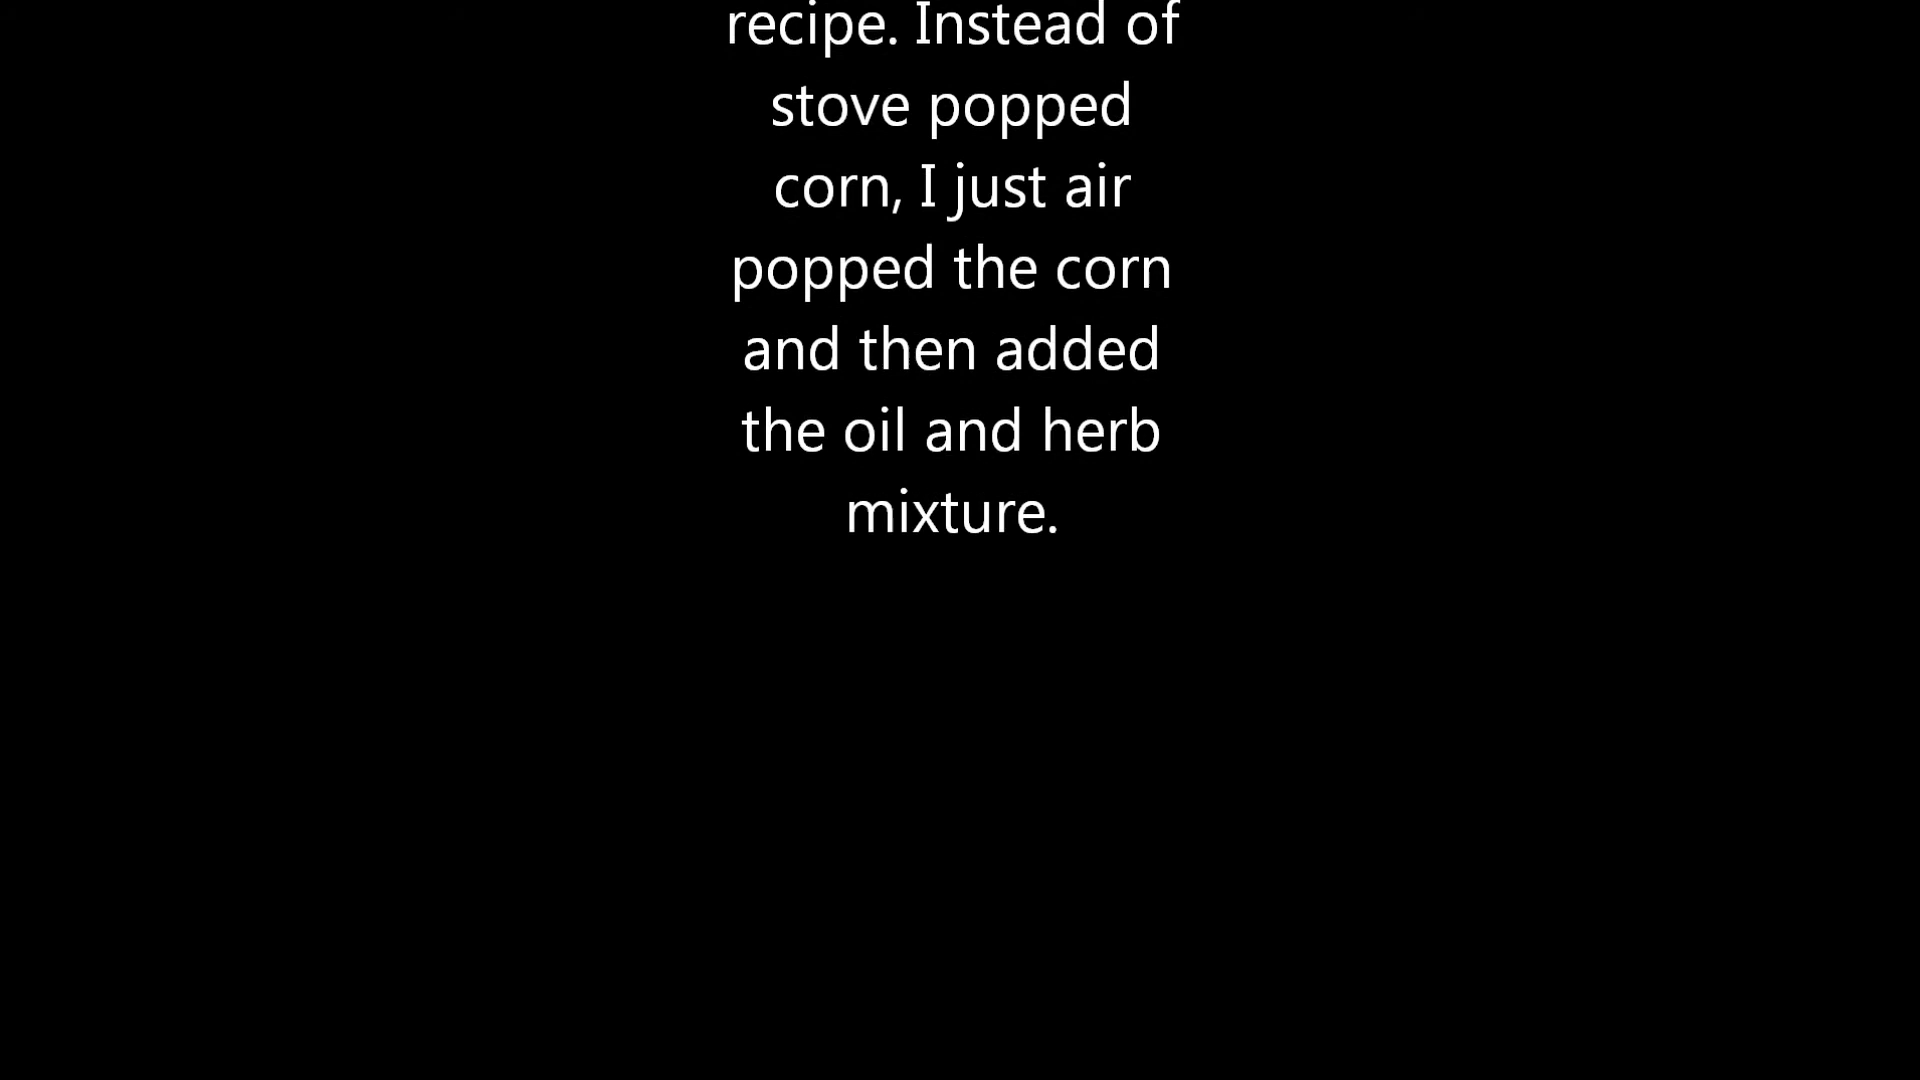 recipe. Instead of
stove popped
corn, I just air
popped the corn
and then added
the oil and herb
mixture.